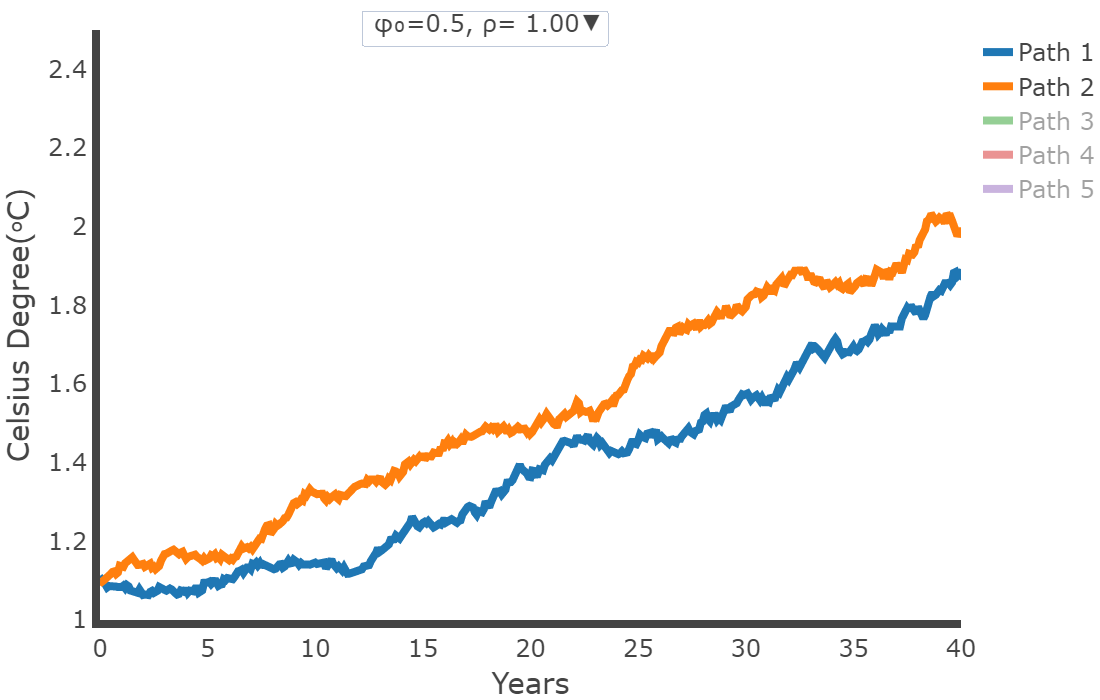 φ₀=0.5, ρ= 1.00▼
Path 1
Path 2
Path 3
Path 4
Path 5
Celsius Degree(ᵒC)
2.4
2.2
2
1.8
1.6
1.4
1.2
1
0 5 10 15 20 25 30 35 40
Years